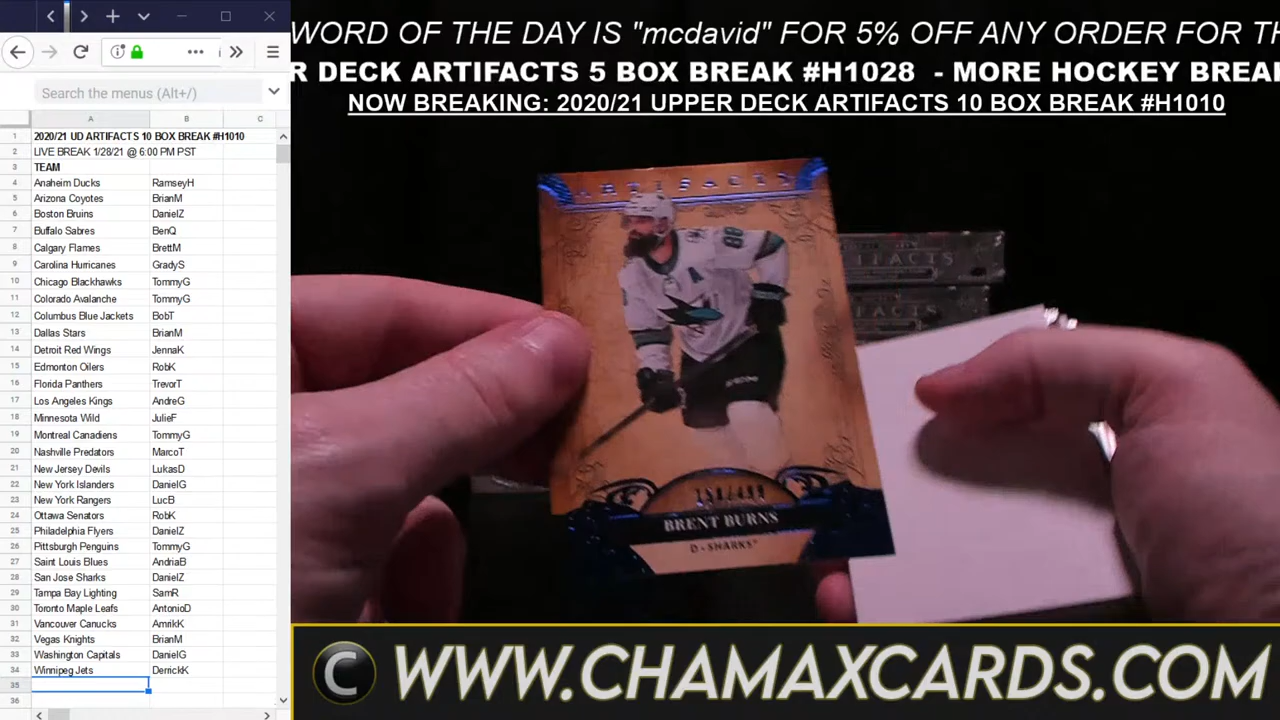 WORD OF THE DAY IS "mcdavid" FOR 5% OFF ANY ORDER FOR TH
R DECK ARTIFACTS 5 BOX BREAK #H1028 - MORE HOCKEY BREA
NOW BREAKING: 2020/21 UPPER DECK ARTIFACTS 10 BOX BREAK #H1010
Search the menus (Alt+/)
A B C
1 2020/21 UD ARTIFACTS 10 BOX BREAK #H1010
2 LIVE BREAK 1/28/21 @ 6:00 PM PST
3 TEAM
4 Anaheim Ducks RamseyH
5 Arizona Coyotes BrianM
6 Boston Bruins DanielZ
7 Buffalo Sabres BenQ
8 Calgary Flames BrettM
9 Carolina Hurricanes GradyS
10 Chicago Blackhawks TommyG
11 Colorado Avalanche TommyG
12 Columbus Blue Jackets BobT
13 Dallas Stars BrianM
14 Detroit Red Wings JennaK
15 Edmonton Oilers RobK
16 Florida Panthers TrevorT
17 Los Angeles Kings AndreG
18 Minnesota Wild JulieF
19 Montreal Canadiens TommyG
20 Nashville Predators MarcoT
21 New Jersey Devils LukasD
22 New York Islanders DanielG
23 New York Rangers LucB
24 Ottawa Senators RobK
25 Philadelphia Flyers DanielZ
26 Pittsburgh Penguins TommyG
27 Saint Louis Blues AndriaB
28 San Jose Sharks DanielZ
29 Tampa Bay Lighting SamR
30 Toronto Maple Leafs AntonioD
31 Vancouver Canucks AmrikK
32 Vegas Knights BrianM
33 Washington Capitals DanielG
34 Winnipeg Jets DerrickK
35
36
ARTIFACTS
88
A
BRENT BURNS
D - SHARKS
ARTIFACTS
ARTIFACTS
C WWW.CHAMAXCARDS.COM